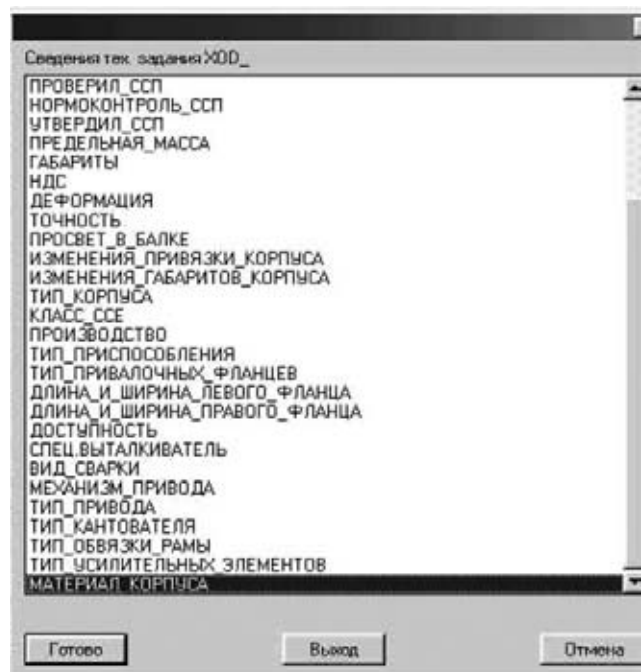 Сведения тех. задания XOD_
ПРОВЕРИЛ_ССП
НОРМОКОНТРОЛЬ_ССП
УТВЕРДИЛ_ССП
ПРЕДЕЛЬНАЯ_МАССА
ГАБАРИТЫ
НДС
ДЕФОРМАЦИЯ
ТОЧНОСТЬ
ПРОСВЕТ_В_БАЛКЕ
ИЗМЕНЕНИЯ_ПРИВЯЗКИ_КОРПУСА
ИЗМЕНЕНИЯ_ГАБАРИТОВ_КОРПУСА
ТИП_КОРПУСА
КЛАСС_ССЕ
ПРОИЗВОДСТВО
ТИП_ПРИСПОСОБЛЕНИЯ
ТИП_ПРИВАЛОЧНЫХ_ФЛАНЦЕВ
ДЛИНА_И_ШИРИНА_ЛЕВОГО_ФЛАНЦА
ДЛИНА_И_ШИРИНА_ПРАВОГО_ФЛАНЦА
ДОСТУПНОСТЬ
СПЕЦ.ВЫТАЛКИВАТЕЛЬ
ВИД_СВАРКИ
МЕХАНИЗМ_ПРИВОДА
ТИП_ПРИВОДА
ТИП_КАНТОВАТЕЛЯ
ТИП_ОБВЯЗКИ_РАМЫ
ТИП_УСИЛИТЕЛЬНЫХ_ЭЛЕМЕНТОВ
МАТЕРИАЛ_КОРПУСА
Готово Выход Отмена